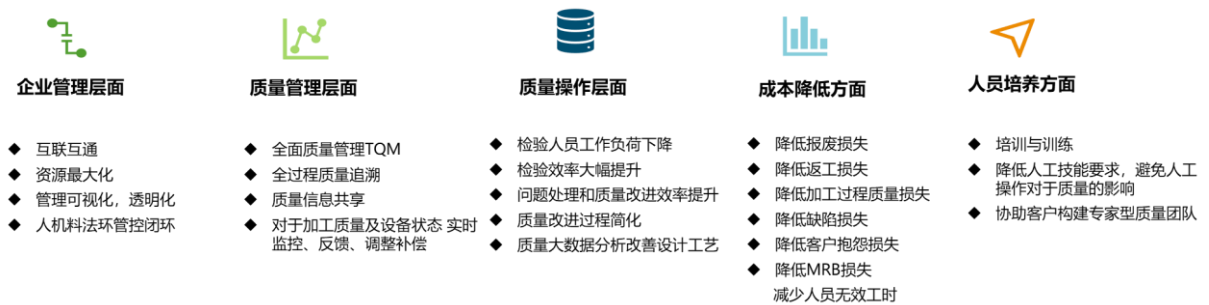 企业管理层面
互联互通
资源最大化
管理可视化，透明化
人机料法环管控闭环
质量管理层面
全面质量管理TQM
全过程质量追溯
质量信息共享
对于加工质量及设备状态 实时
监控、反馈、调整补偿
质量操作层面
检验人员工作负荷下降
检验效率大幅提升
问题处理和质量改进效率提升
质量改进过程简化
质量大数据分析改善设计工艺
成本降低方面
降低报废损失
降低返工损失
降低加工过程质量损失
降低缺陷损失
降低客户抱怨损失
降低MRB损失
减少人员无效工时
人员培养方面
培训与训练
降低人工技能要求，避免人工
操作对于质量的影响
协助客户构建专家型质量团队